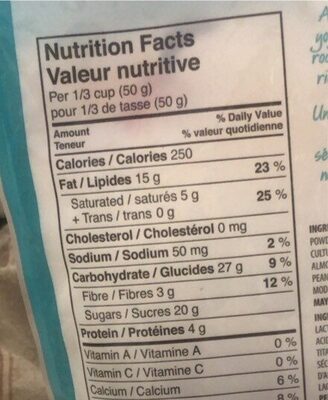 Nutrition Facts
Valeur nutritive
Per 1/3 cup (50 g)
pour 1/3 de tasse (50 g)
Amount % Daily Value
Teneur % valeur quotidienne
Calories / Calories 250
Fat / Lipides 15 g 23 %
Saturated / saturés 5 g 25 %
+ Trans / trans 0 g
Cholesterol / Cholestérol 0 mg
Sodium / Sodium 50 mg 2 %
Carbohydrate / Glucides 27 g 9 %
Fibre / Fibres 3 g 12 %
Sugars / Sucres 20 g
Protein / Protéines 4 g
Vitamin A / Vitamine A 0 %
Vitamin C / Vitamine C 0 %
Calcium / Calcium 6 %
8 %